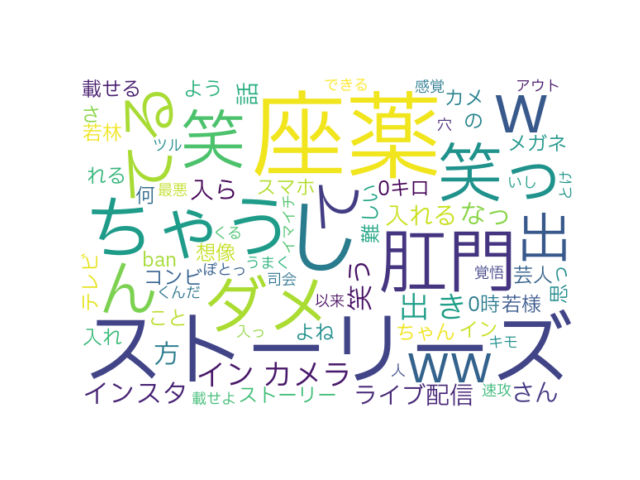 載せる よう 話 座薬 できる 感覚 カメ アウト
さ 若林 る て 笑 w の 穴 メガネ
ツル 笑っ
れる 何 最悪 入ら スマホ イマイチ と 難しい 0キロ 入れる なっ いし
ちゃう し 肛門 出
テレビ ん ban くる 想像 うまく 笑う 覚悟 芸人 思っ
コンビ ぽとっ 司会 出 き 0時 若様
くんだ ダメ
こと 入っ 以来 よね ちゃん イン キモ
入れ 方 ストーリーズ
イン カメラ ww 人
インスタ 載せよ ストーリー ライブ配信 速攻 さん